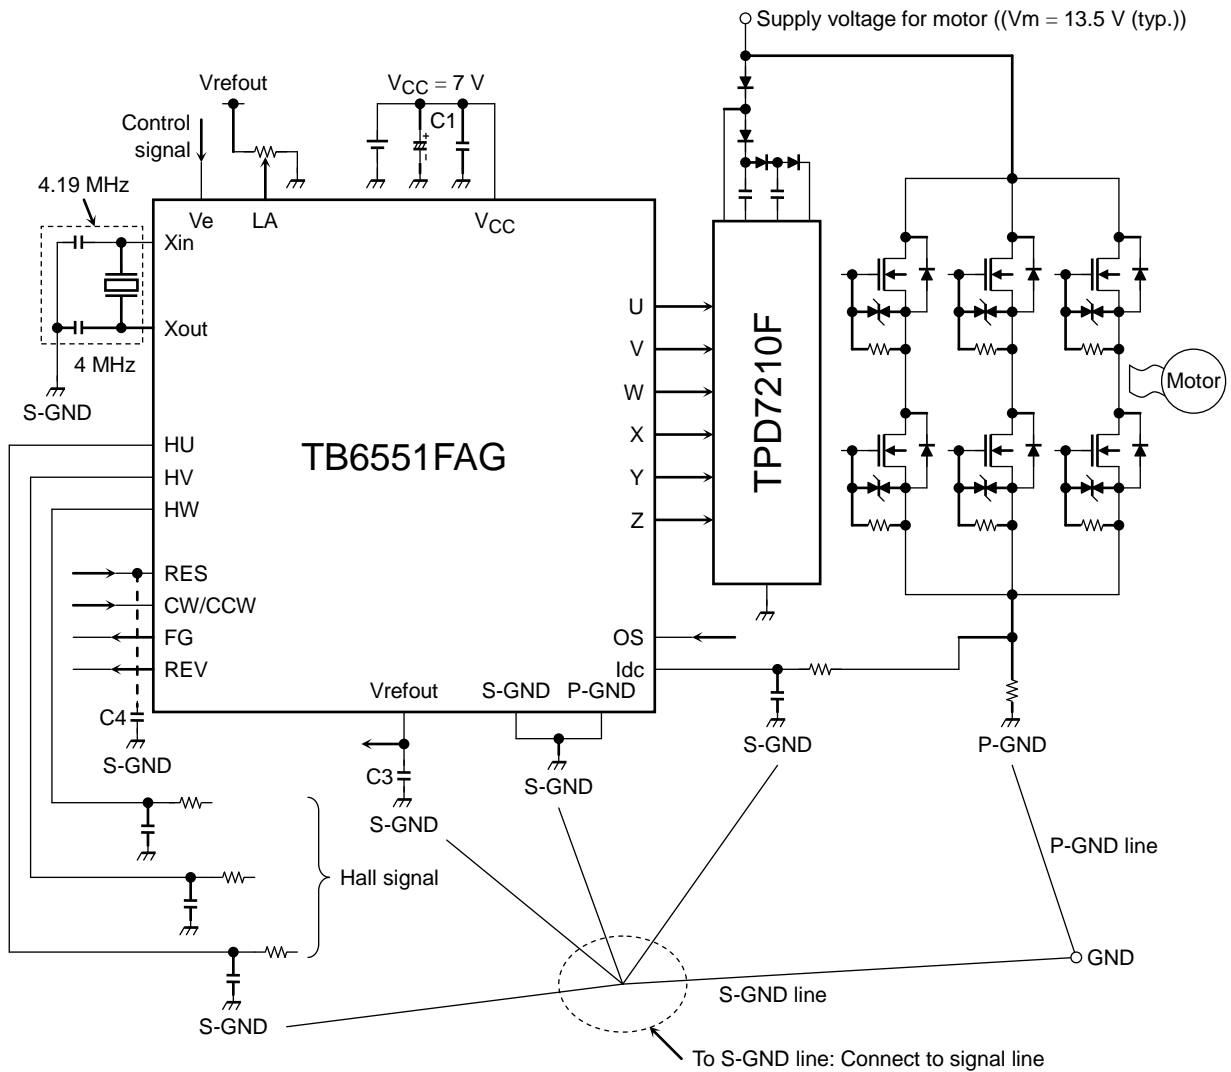 Supply voltage for motor ((Vm = 13.5 V (typ.))
Vrefout
VCC = 7 V
C1
Control
signal
4.19 MHz
Ve
LA
VCC
Xin
Xout
4 MHz
S-GND
U
V
W
X
Y
Z
TPD7210F
Motor
HU
HV
HW
TB6551FAG
RES
CW/CCW
FG
REV
OS
Idc
Vrefout
S-GND
P-GND
C4
S-GND
C3
S-GND
S-GND
S-GND
P-GND
Hall signal
P-GND line
GND
S-GND line
S-GND
To S-GND line: Connect to signal line